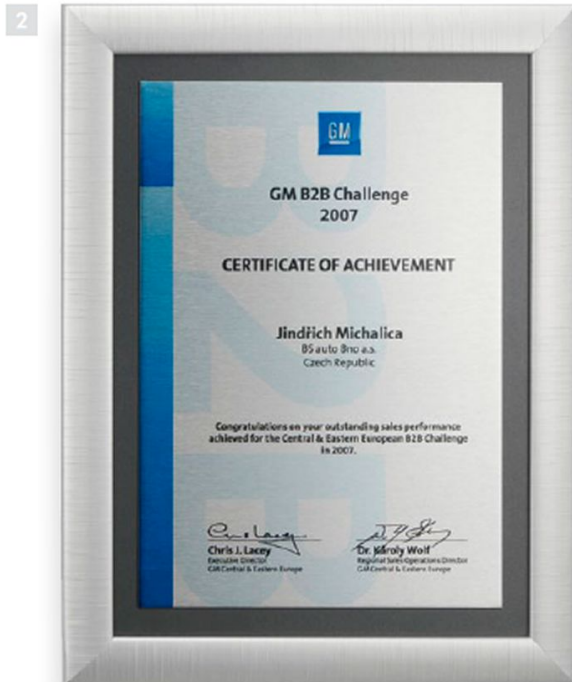 2
GM
GM B2B Challenge
2007
CERTIFICATE OF ACHIEVEMENT
Jindřich Michalica
BS auto Bno a.s.
Czech Republic
Congratulations on your outstanding sales performance
achieved for the Central & Eastern European B2B Challenge
in 2007.
Chris J. Lacey
Executive Director
GM Central & Eastern Europe
Dr. Károly Wolf
Regional Sales Operations Director
GM Central & Eastern Europe